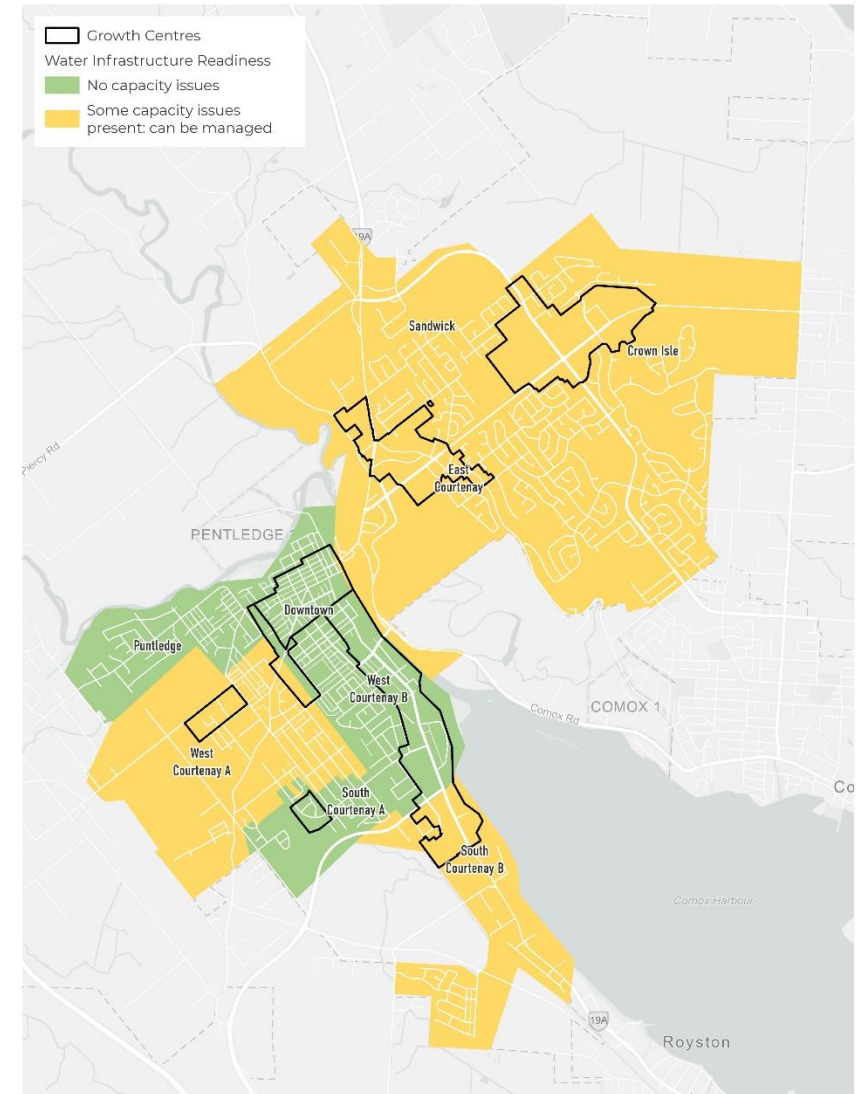 Growth Centres
Water Infrastructure Readiness
No capacity issues
Some capacity issues
present: can be managed
19A
Sandwick
Crown Isle
Piercy Rd
East
Courtenay
PENTLEDGE
Downtown
Puntledge
West
Courtenay B
COMOX 1
Comox Rd
West
Courtenay A
South
Courtenay A
Co
South
Courtenay B
Comox Harbour
19A
Royston